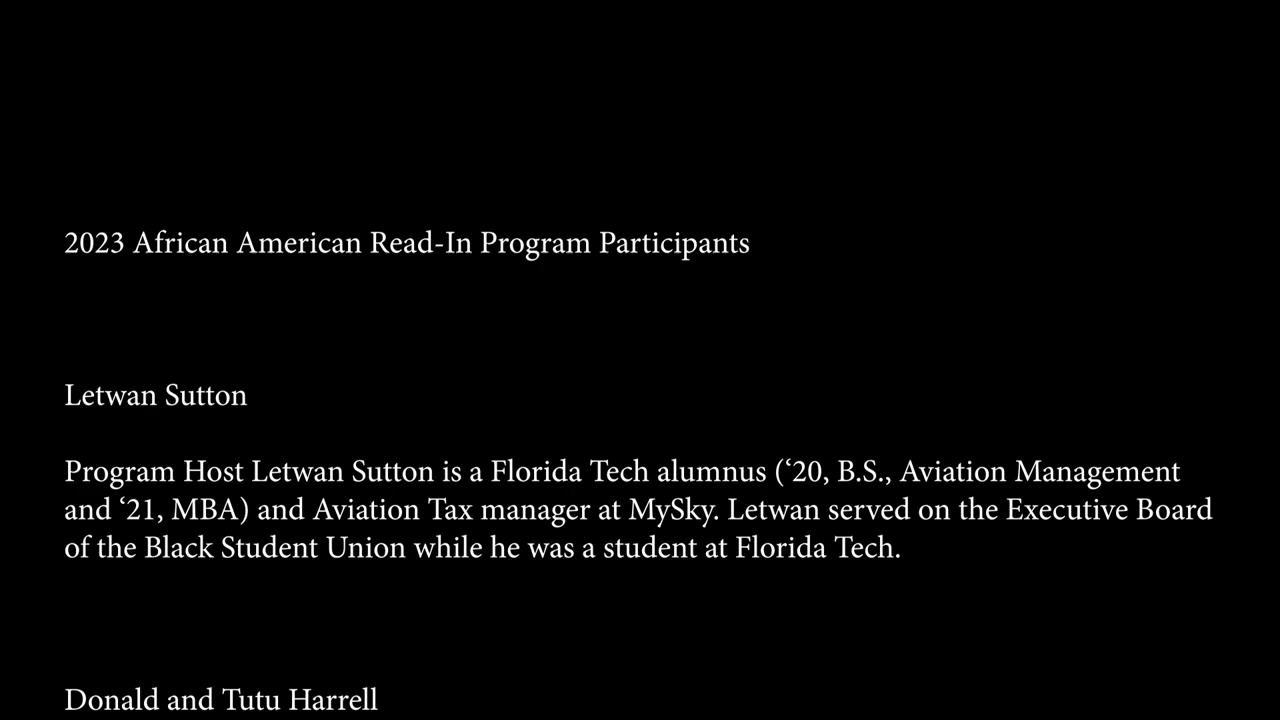 2023 African American Read-In Program Participants
Letwan Sutton
Program Host Letwan Sutton is a Florida Tech alumnus (‘20, B.S., Aviation Management
and ‘21, MBA) and Aviation Tax manager at MySky. Letwan served on the Executive Board
of the Black Student Union while he was a student at Florida Tech.
Donald and Tutu Harrell